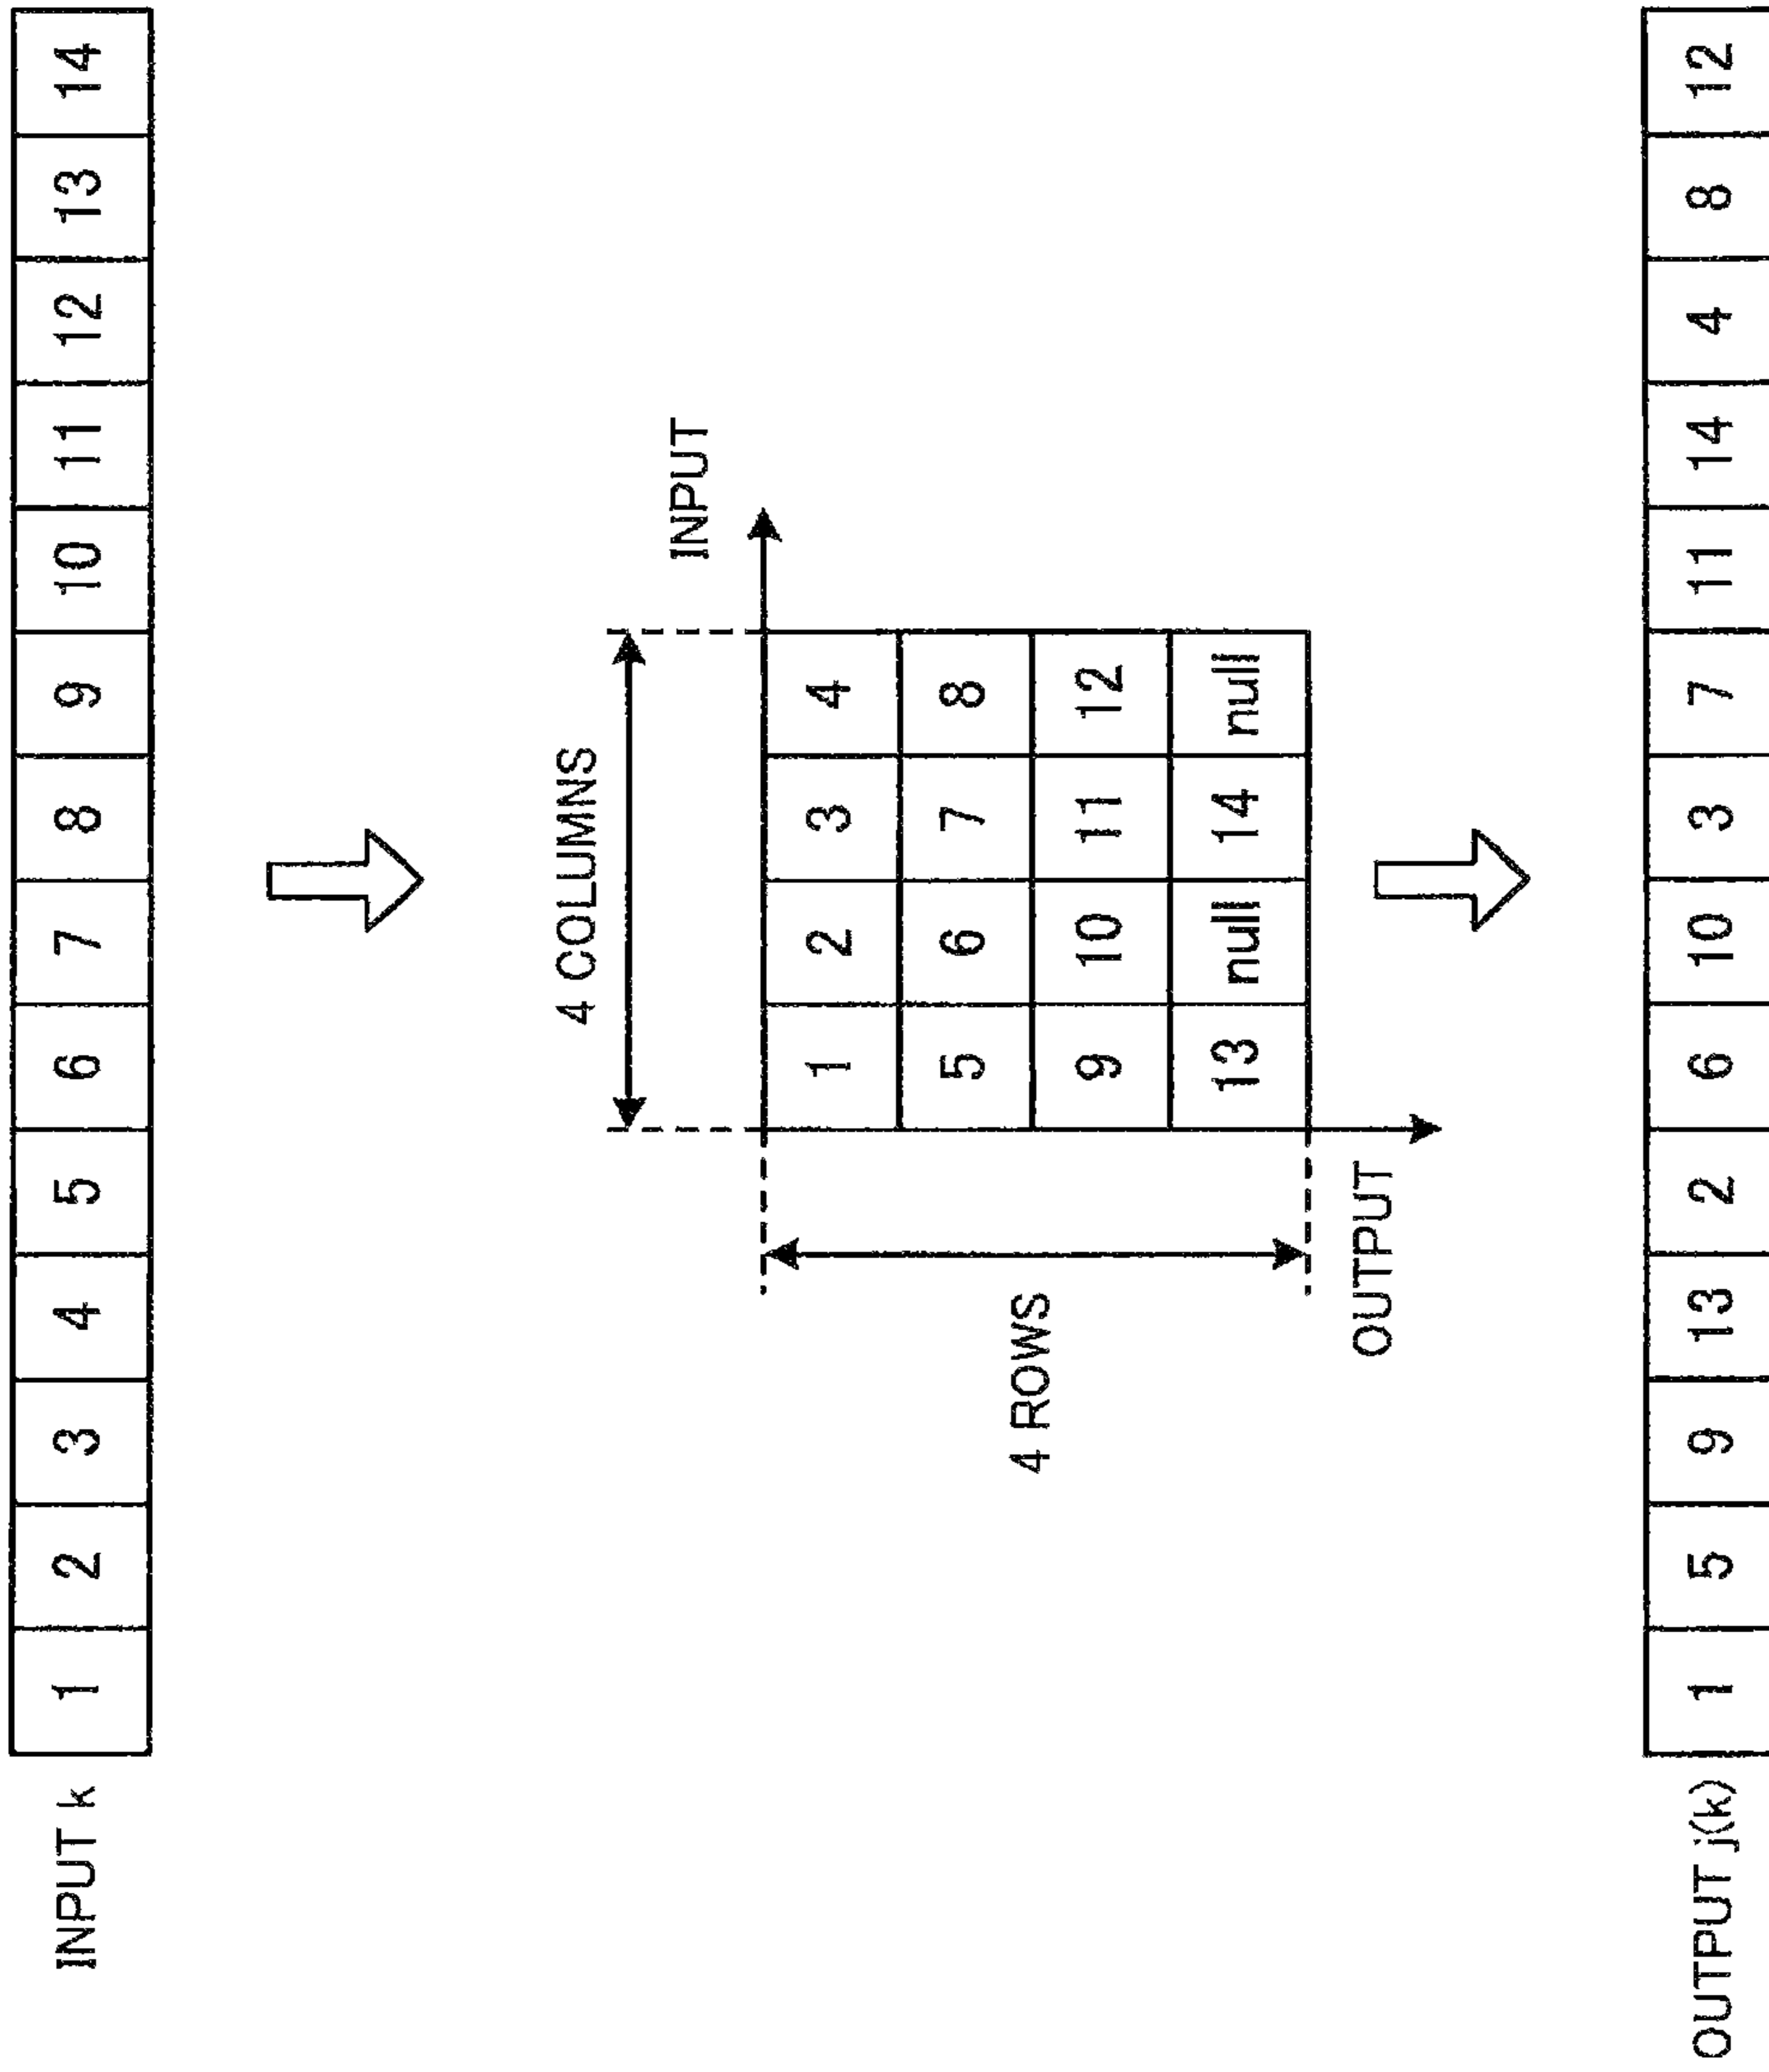 INPUT k 1 2 3 4 5 6 7 8 9 10 11 12 13 14
4 COLUMNS
INPUT
4 ROWS
1 2 3 4
5 6 7 8
9 10 11 12
13 null 14 null
OUTPUT
OUTPUT j(k) 1 5 9 13 2 6 10 3 7 11 14 4 8 12